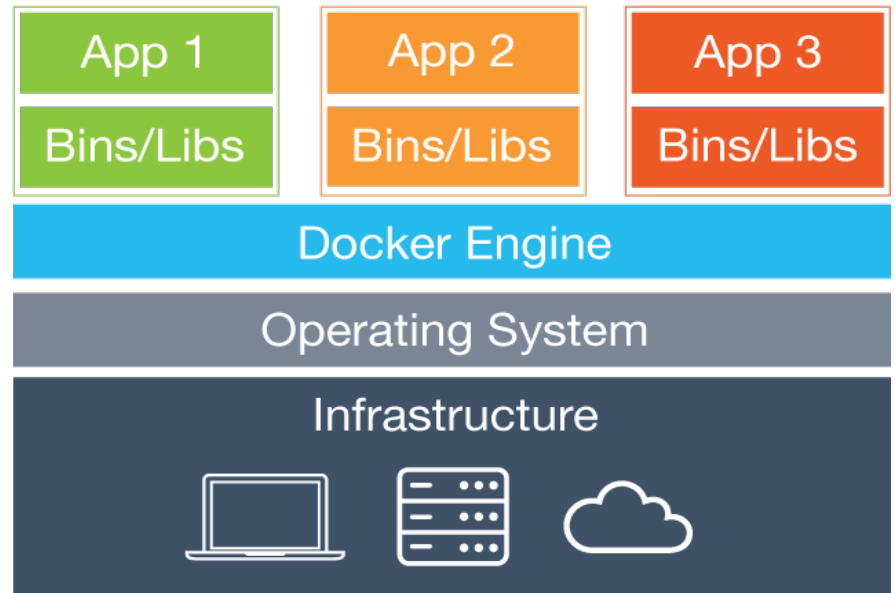 App 1
App 2
App 3
Bins/Libs
Bins/Libs
Bins/Libs
Docker Engine
Operating System
Infrastructure